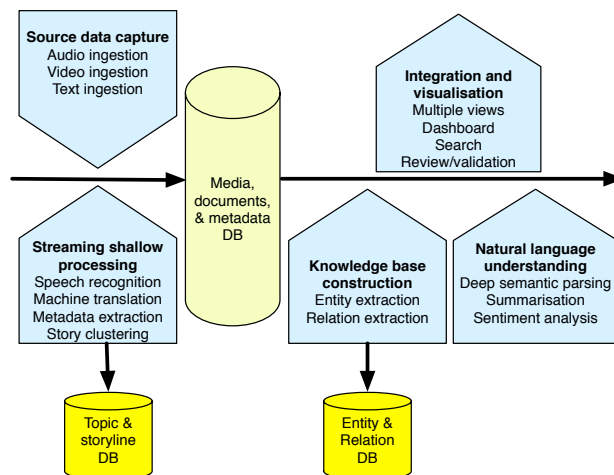 Source data capture
Audio ingestion
Video ingestion
Text ingestion
Integration and
visualisation
Multiple views
Dashboard
Search
Review/validation
Media,
documents,
& metadata
DB
Streaming shallow
processing
Speech recognition
Machine translation
Metadata extraction
Story clustering
Knowledge base
construction
Entity extraction
Relation extraction
Natural language
understanding
Deep semantic parsing
Summarisation
Sentiment analysis
Topic &
storyline
DB
Entity &
Relation
DB